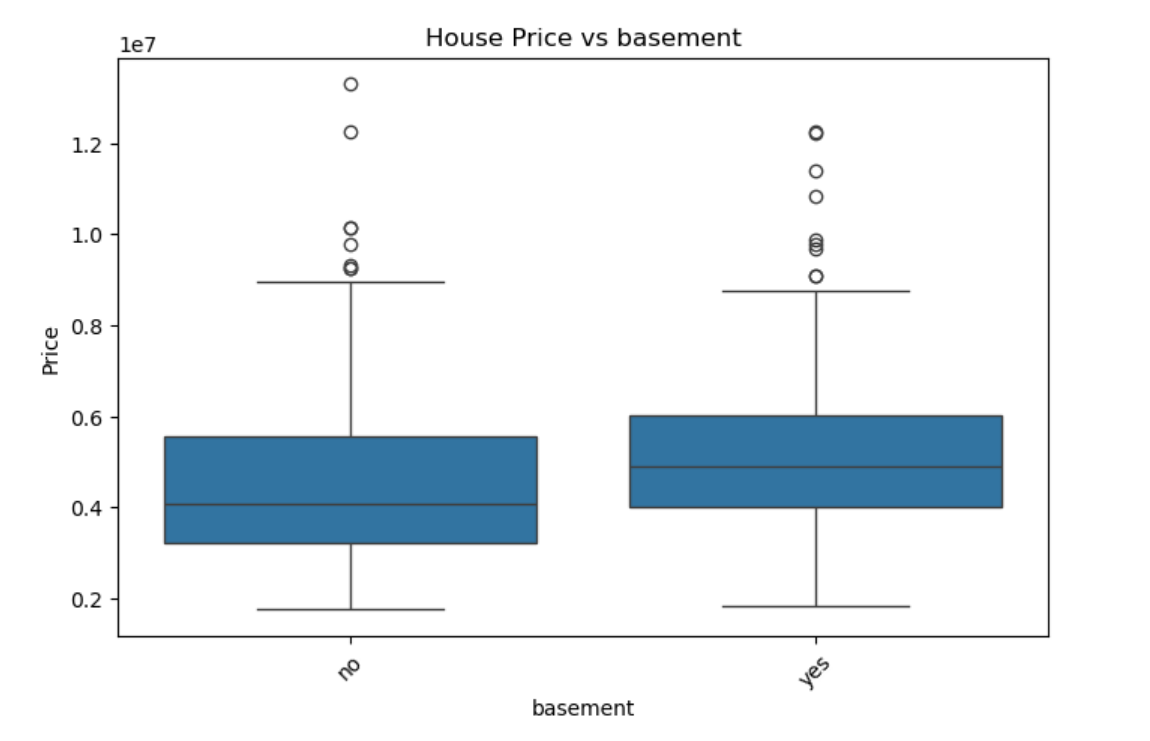 House Price vs basement
1e7
1.2
1.0
0.8
0.6
0.4
0.2
Price
no
yes
basement